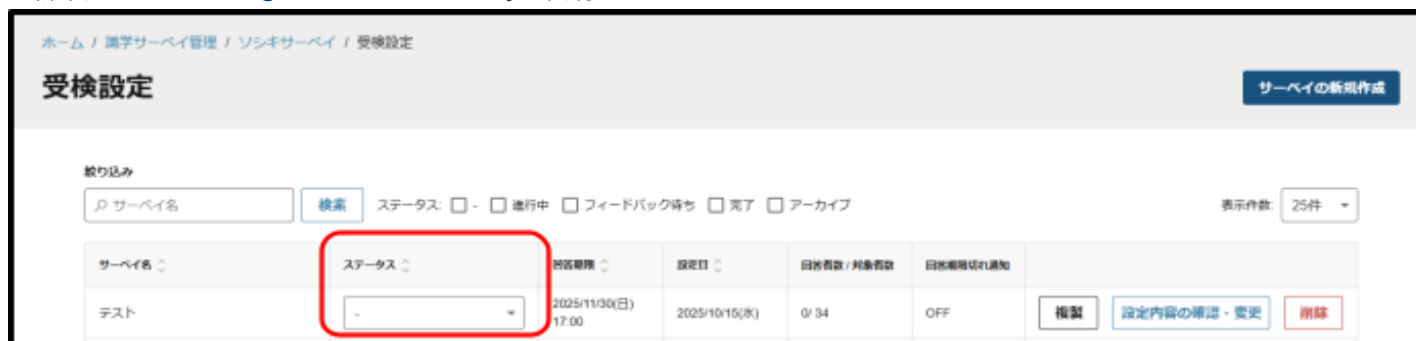 ホーム / 識学サーベイ管理 / ソシキサーベイ / 受検設定
受検設定
サーベイの新規作成
絞り込み
サーベイ名
検索
ステータス: - 進行中 フィードバック待ち 完了 アーカイブ
表示件数: 25件
サーベイ名 ステータス 回答期限 設定日 回答者数 / 対象者数 回答期限切れ通知
テスト - 2025/11/30(日) 17:00 2025/10/15(水) 0/ 34 OFF 複製 設定内容の確認・変更 削除